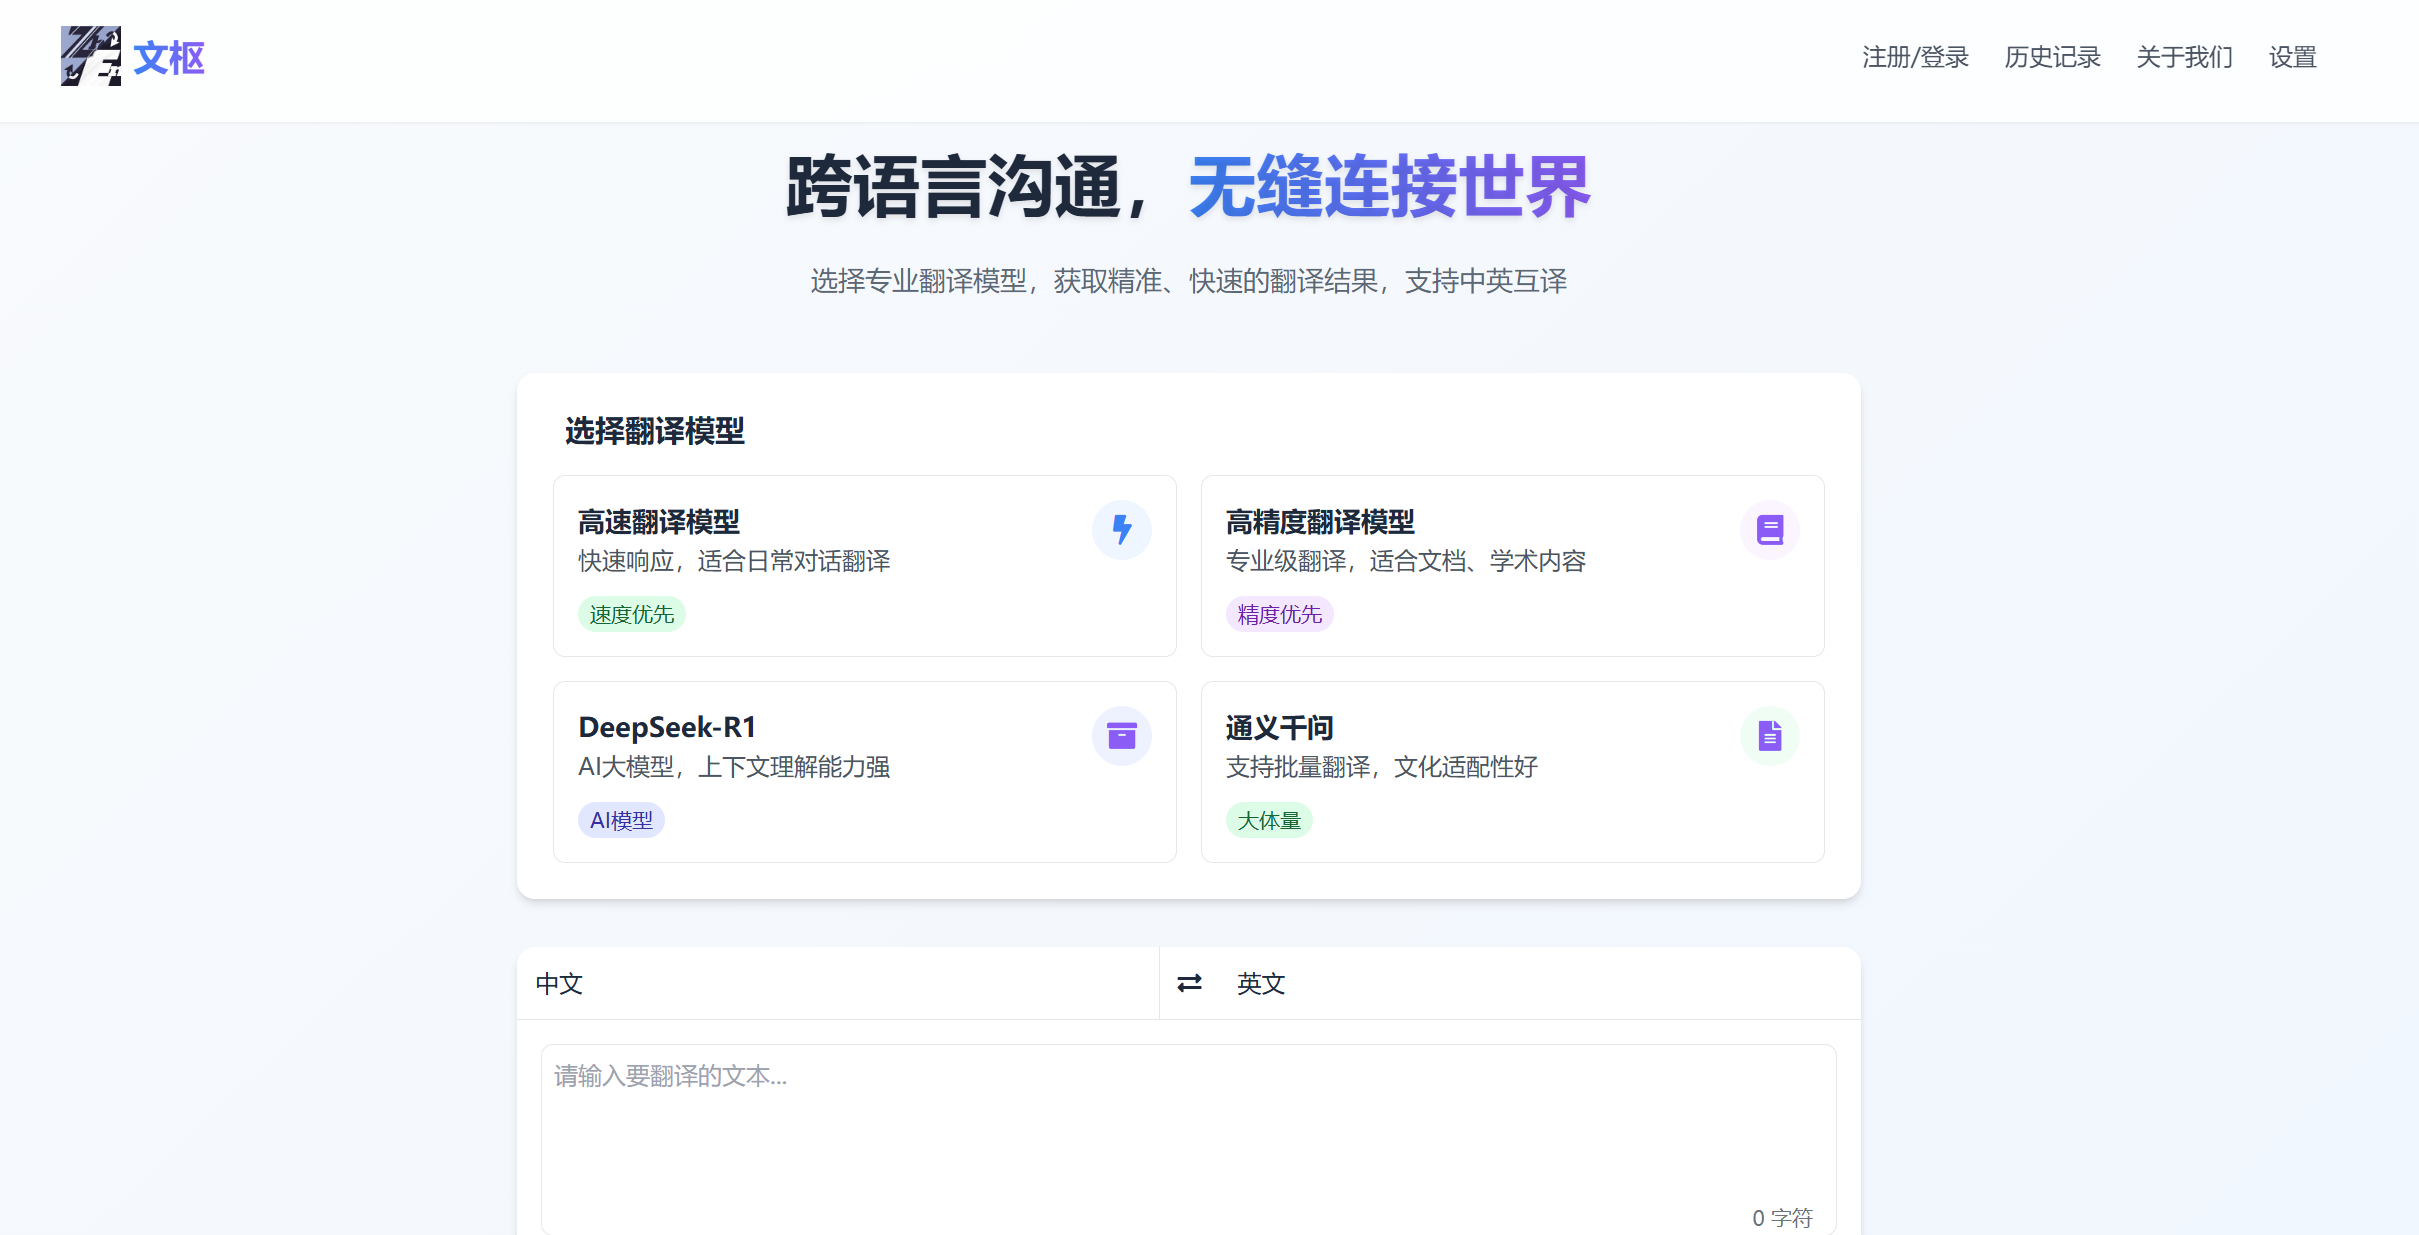 文枢
注册/登录 历史记录 关于我们 设置
跨语言沟通，无缝连接世界
选择专业翻译模型，获取精准、快速的翻译结果，支持中英互译
选择翻译模型
高速翻译模型
快速响应，适合日常对话翻译
速度优先
高精度翻译模型
专业级翻译，适合文档、学术内容
精度优先
DeepSeek-R1
AI大模型，上下文理解能力强
AI模型
通义千问
支持批量翻译，文化适配性好
大体量
中文
英文
请输入要翻译的文本...
0 字符